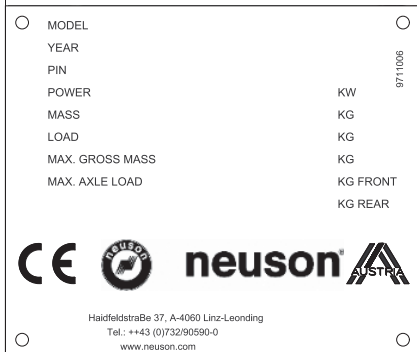 MODEL
YEAR
PIN
POWER KW
MASS KG
LOAD KG
MAX. GROSS MASS KG
MAX. AXLE LOAD KG FRONT
KG REAR
9711006
CE neuson neuson® AUSTRIA
HaidfeldstraBe 37, A-4060 Linz-Leonding
Tel.: ++43 (0)732/90590-0
www.neuson.com